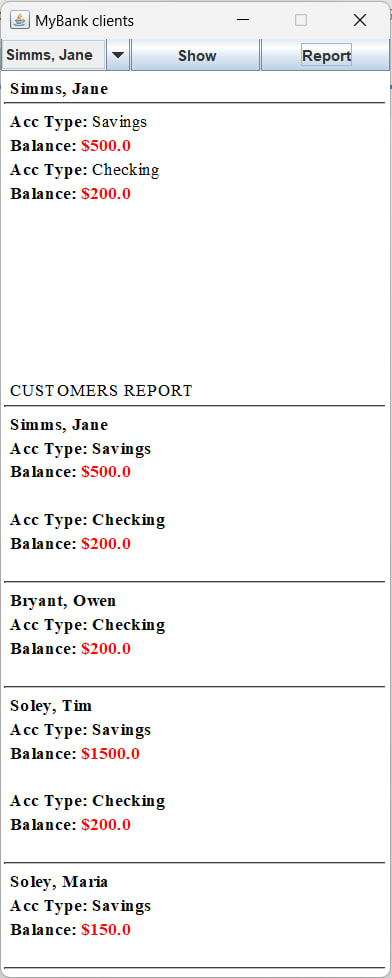 MyBank clients
Simms, Jane Show Report
Simms, Jane
Acc Type: Savings
Balance: $500.0
Acc Type: Checking
Balance: $200.0
CUSTOMERS REPORT
Simms, Jane
Acc Type: Savings
Balance: $500.0
Acc Type: Checking
Balance: $200.0
Bryant, Owen
Acc Type: Checking
Balance: $200.0
Soley, Tim
Acc Type: Savings
Balance: $1500.0
Acc Type: Checking
Balance: $200.0
Soley, Maria
Acc Type: Savings
Balance: $150.0